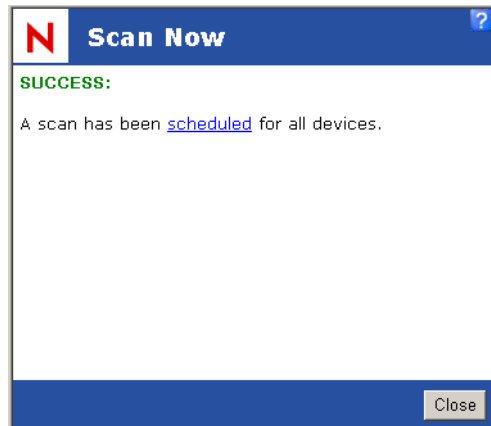 N Scan Now
?
SUCCESS:
A scan has been scheduled for all devices.
Close